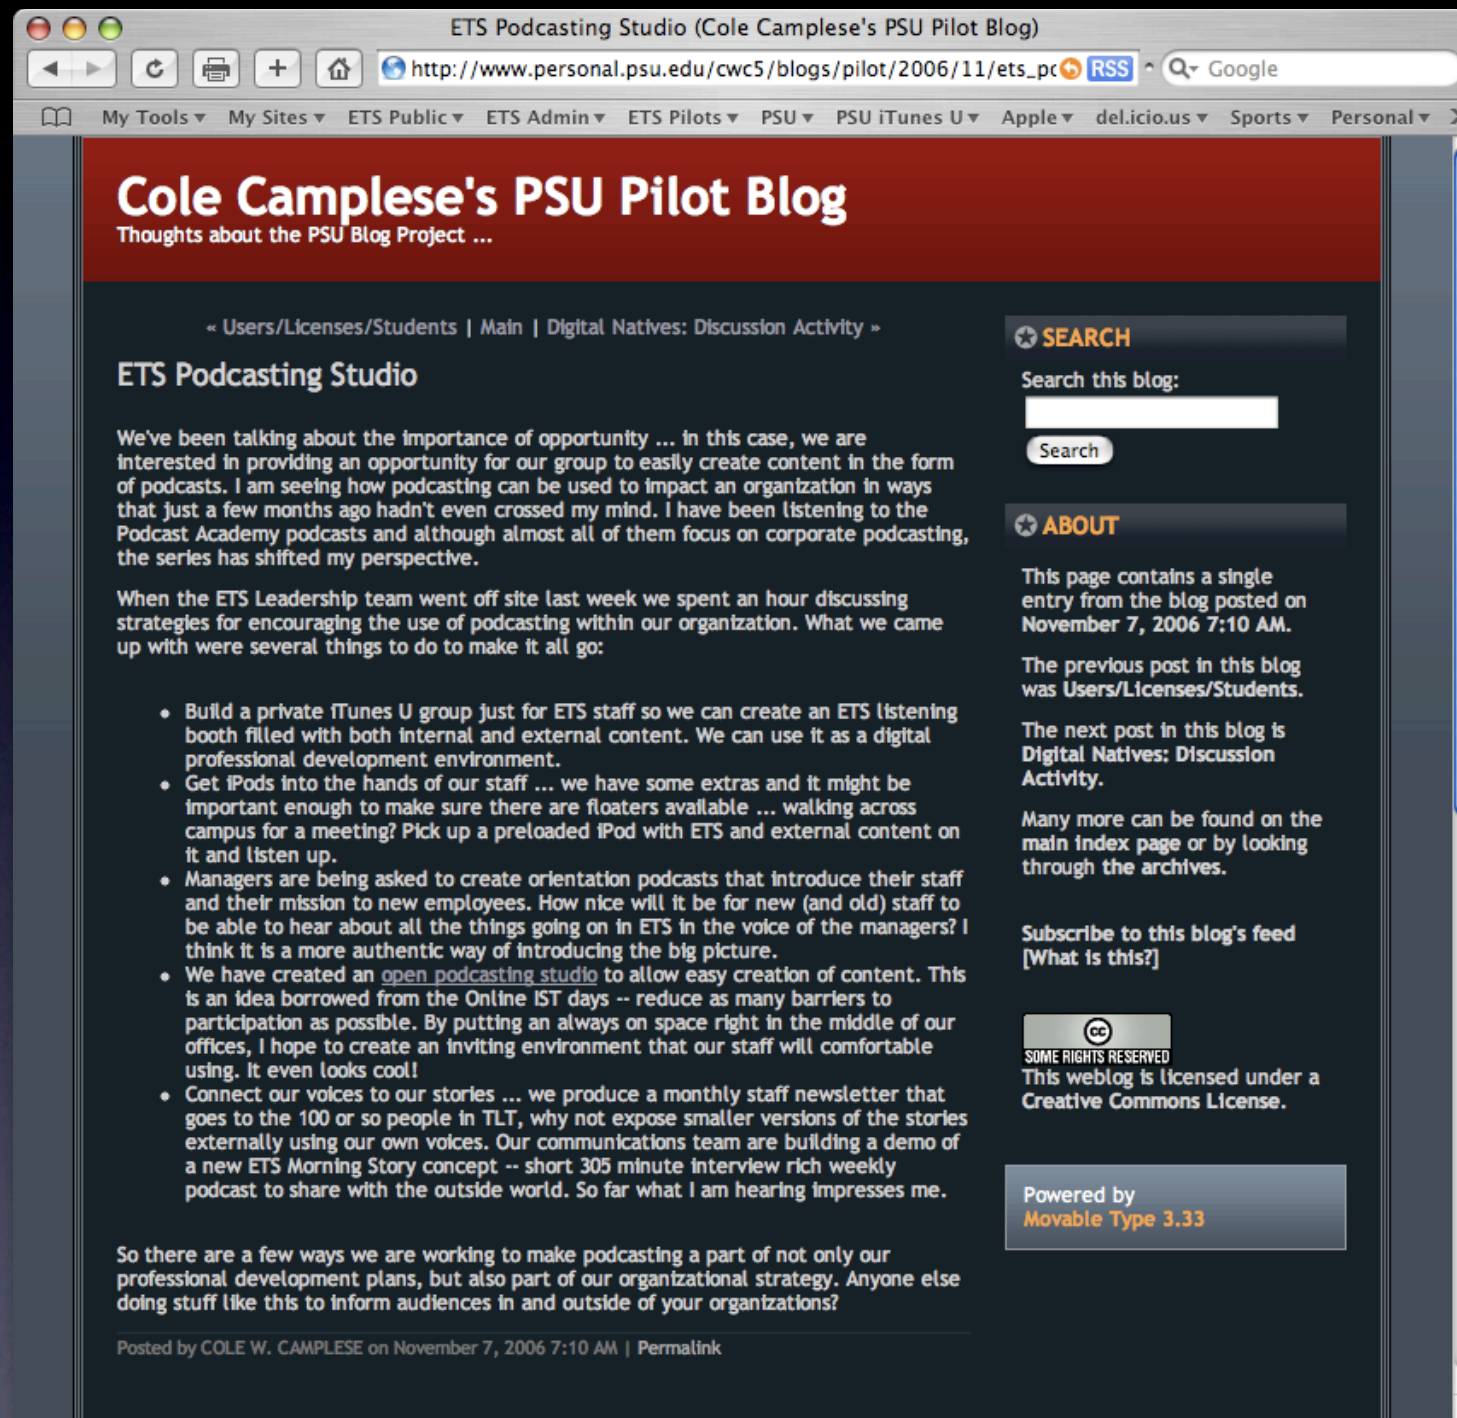 ETS Podcasting Studio (Cole Camplese's PSU Pilot Blog)
http://www.personal.psu.edu/cwc5/blogs/pilot/2006/11/ets_pc RSS Google
My Tools My Sites ETS Public ETS Admin ETS Pilots PSU PSU iTunes U Apple del.icio.us Sports Personal
Cole Camplese's PSU Pilot Blog
Thoughts about the PSU Blog Project ...
« Users/Licenses/Students | Main | Digital Natives: Discussion Activity »
ETS Podcasting Studio
We've been talking about the importance of opportunity ... in this case, we are
interested in providing an opportunity for our group to easily create content in the form
of podcasts. I am seeing how podcasting can be used to impact an organization in ways
that just a few months ago hadn't even crossed my mind. I have been listening to the
Podcast Academy podcasts and although almost all of them focus on corporate podcasting,
the series has shifted my perspective.
When the ETS Leadership team went off site last week we spent an hour discussing
strategies for encouraging the use of podcasting within our organization. What we came
up with were several things to do to make it all go:
• Build a private iTunes U group just for ETS staff so we can create an ETS listening
booth filled with both internal and external content. We can use it as a digital
professional development environment.
• Get iPods into the hands of our staff ... we have some extras and it might be
important enough to make sure there are floaters available ... walking across
campus for a meeting? Pick up a preloaded iPod with ETS and external content on
it and listen up.
• Managers are being asked to create orientation podcasts that introduce their staff
and their mission to new employees. How nice will it be for new (and old) staff to
be able to hear about all the things going on in ETS in the voice of the managers? I
think it is a more authentic way of introducing the big picture.
• We have created an open podcasting studio to allow easy creation of content. This
is an idea borrowed from the Online IST days -- reduce as many barriers to
participation as possible. By putting an always on space right in the middle of our
offices, I hope to create an inviting environment that our staff will comfortable
using. It even looks cool!
• Connect our voices to our stories ... we produce a monthly staff newsletter that
goes to the 100 or so people in TLT, why not expose smaller versions of the stories
externally using our own voices. Our communications team are building a demo of
a new ETS Morning Story concept -- short 305 minute interview rich weekly
podcast to share with the outside world. So far what I am hearing impresses me.
So there are a few ways we are working to make podcasting a part of not only our
professional development plans, but also part of our organizational strategy. Anyone else
doing stuff like this to inform audiences in and outside of your organizations?
Posted by COLE W. CAMPLESE on November 7, 2006 7:10 AM | Permalink
SEARCH
Search this blog:
Search
ABOUT
This page contains a single
entry from the blog posted on
November 7, 2006 7:10 AM.
The previous post in this blog
was Users/Licenses/Students.
The next post in this blog is
Digital Natives: Discussion
Activity.
Many more can be found on the
main index page or by looking
through the archives.
Subscribe to this blog's feed
[What is this?]
cc
SOME RIGHTS RESERVED
This weblog is licensed under a
Creative Commons License.
Powered by
Movable Type 3.33